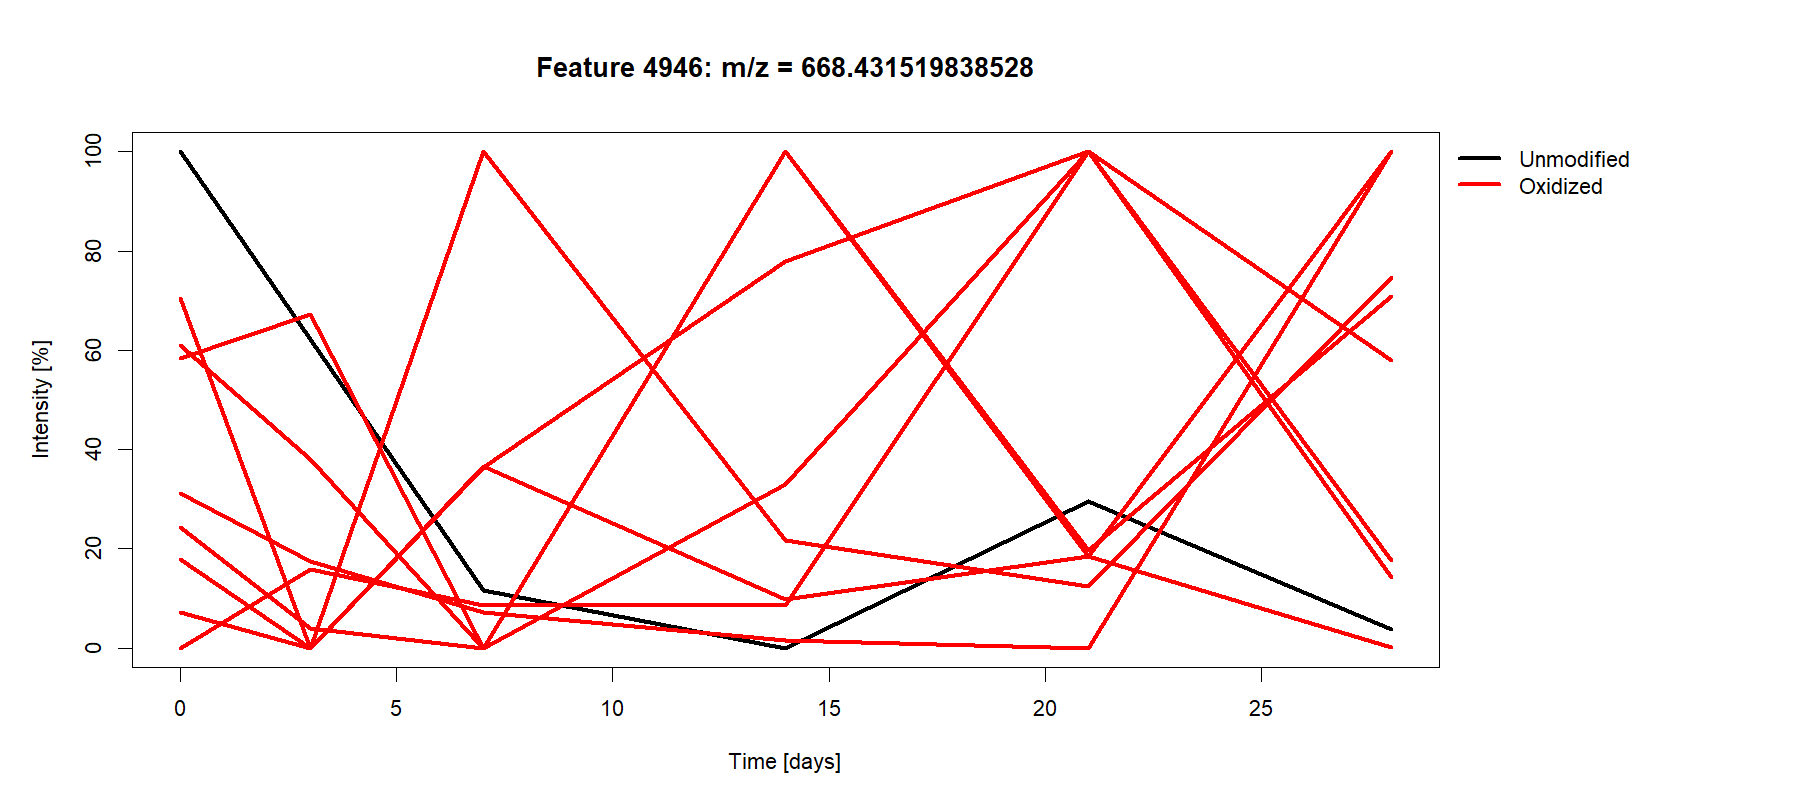 Feature 4946: m/z = 668.431519838528
Unmodified
Oxidized
Intensity [%]
100
80
60
40
20
0
0 5 10 15 20 25
Time [days]